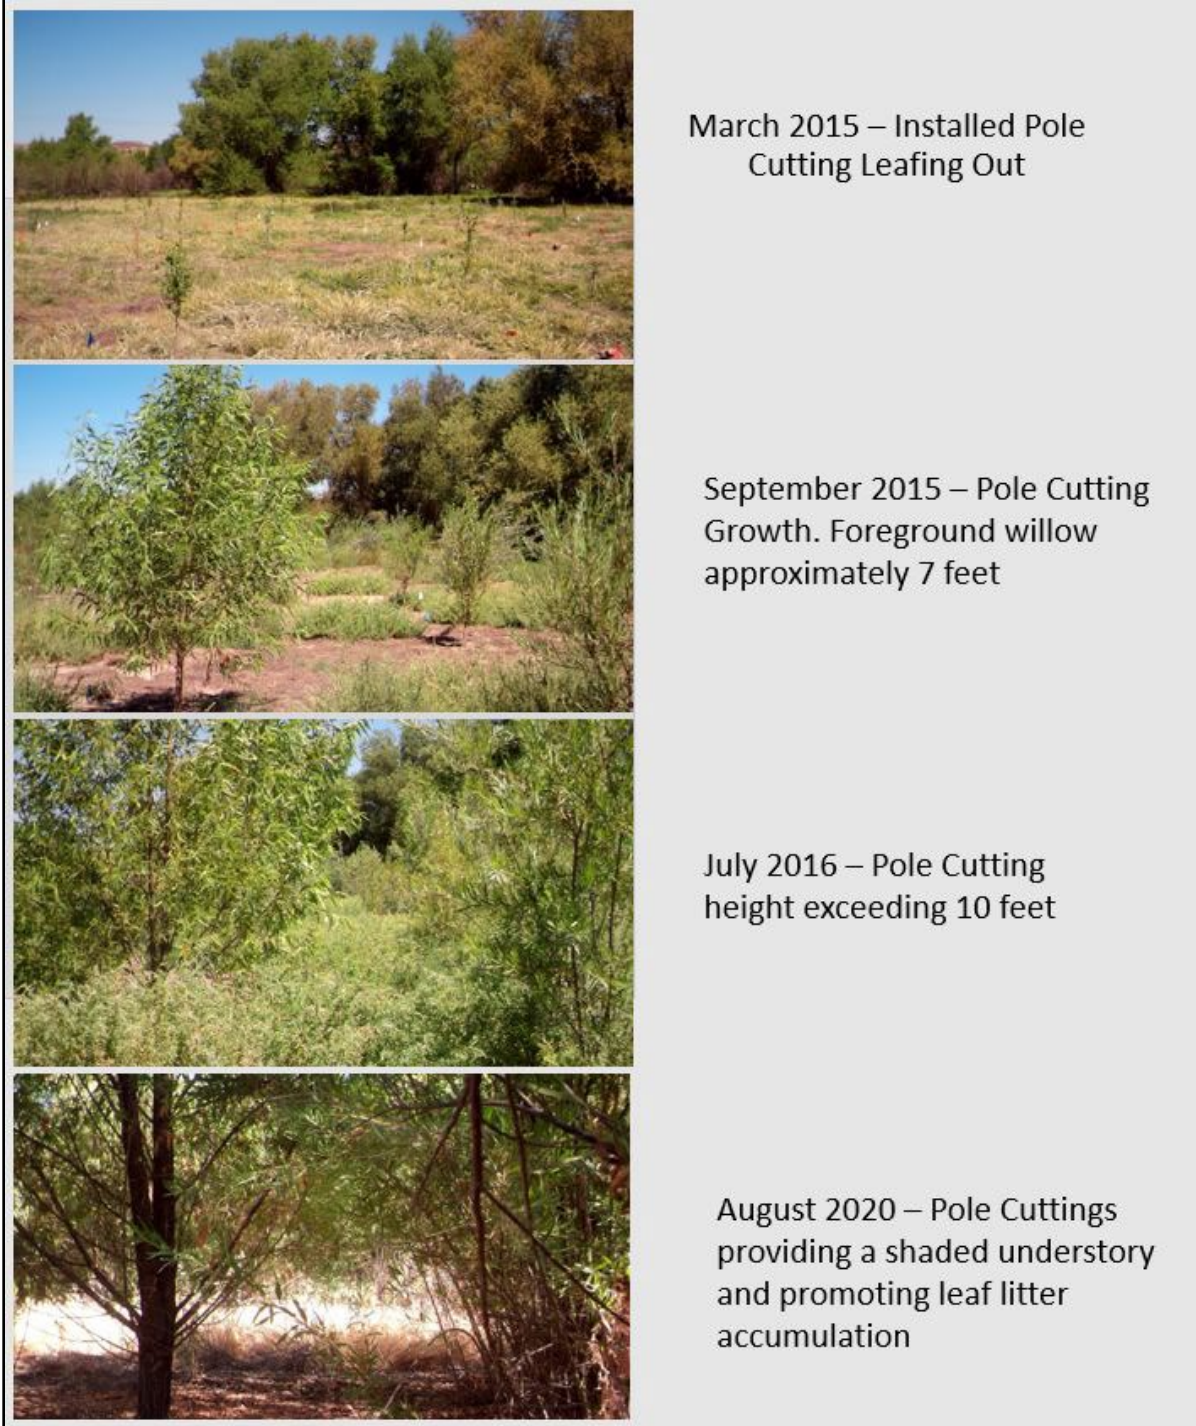 March 2015 – Installed Pole
Cutting Leafing Out
September 2015 – Pole Cutting
Growth. Foreground willow
approximately 7 feet
July 2016 – Pole Cutting
height exceeding 10 feet
August 2020 – Pole Cuttings
providing a shaded understory
and promoting leaf litter
accumulation